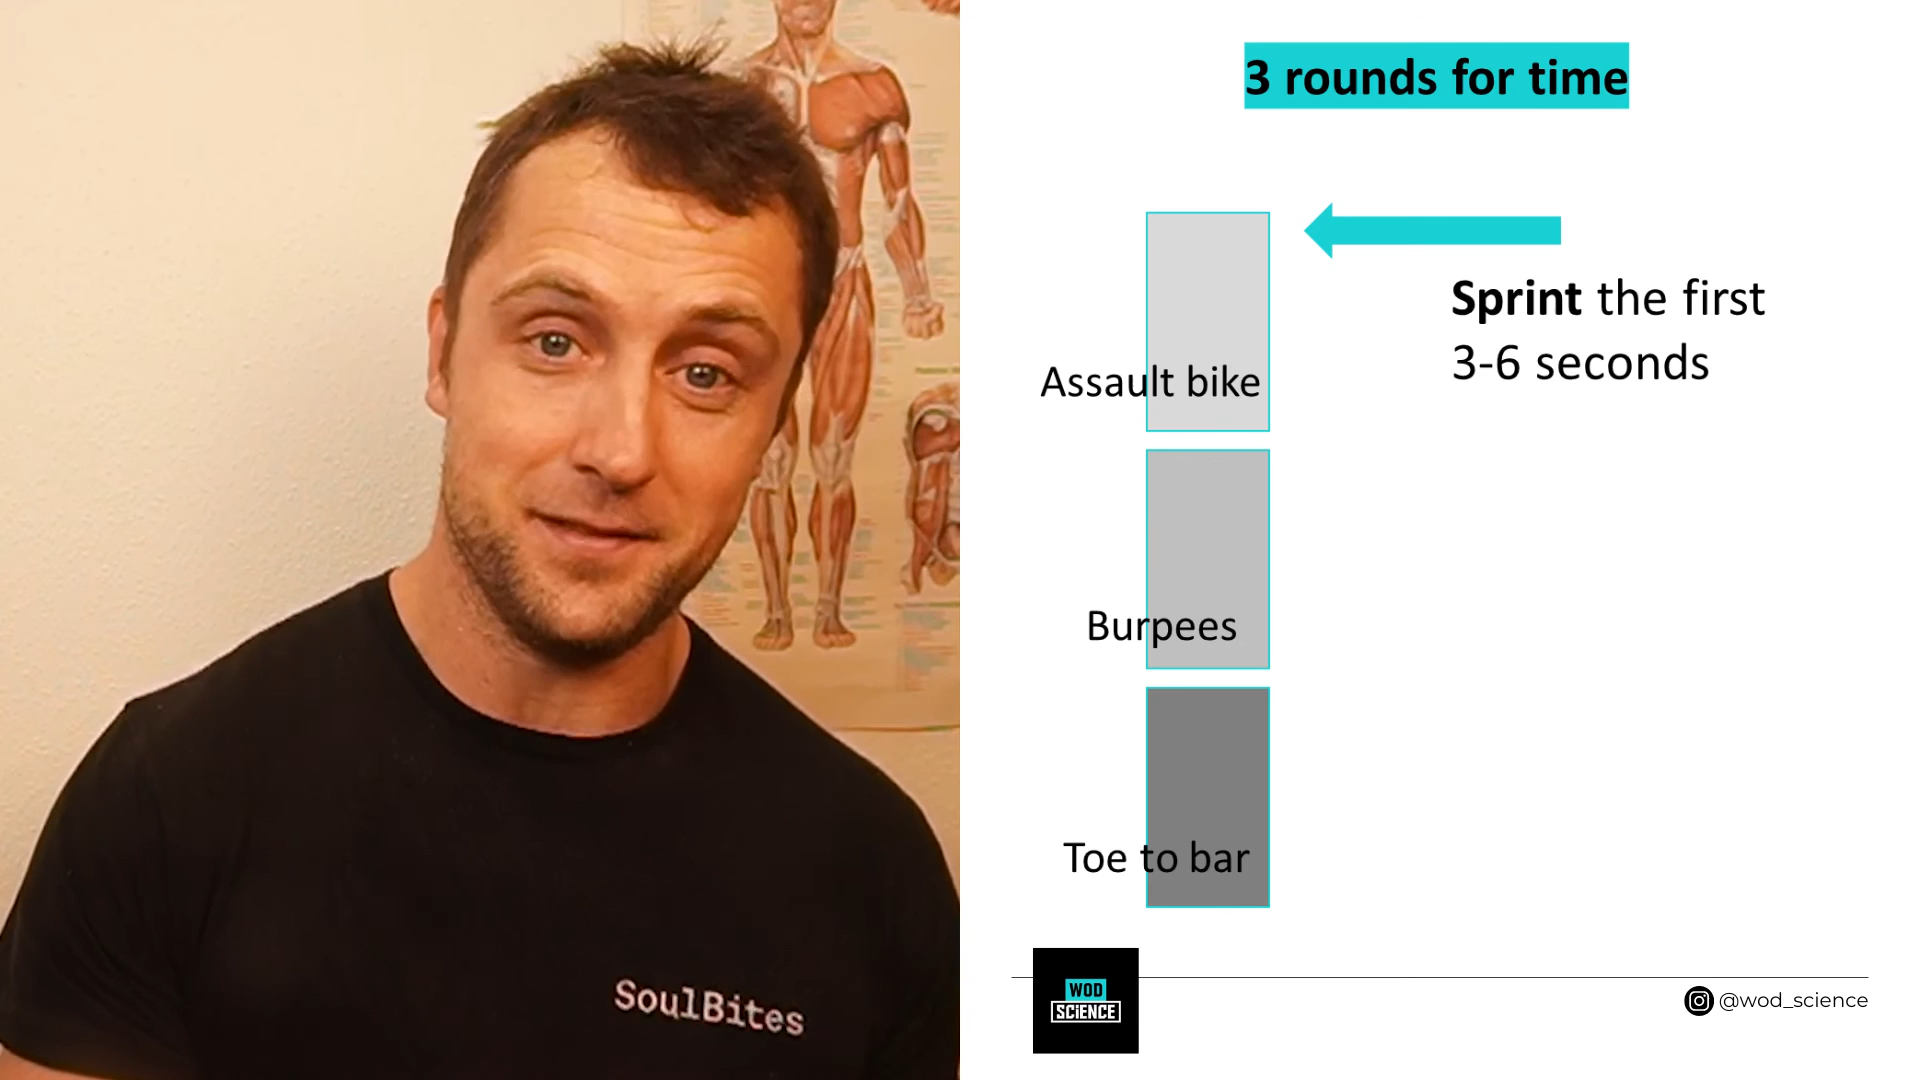 3 rounds for time
Sprint the first
3-6 seconds
Assault bike
Burpees
Toe to bar
SoulBites
WOD
SCIENCE
@wod_science